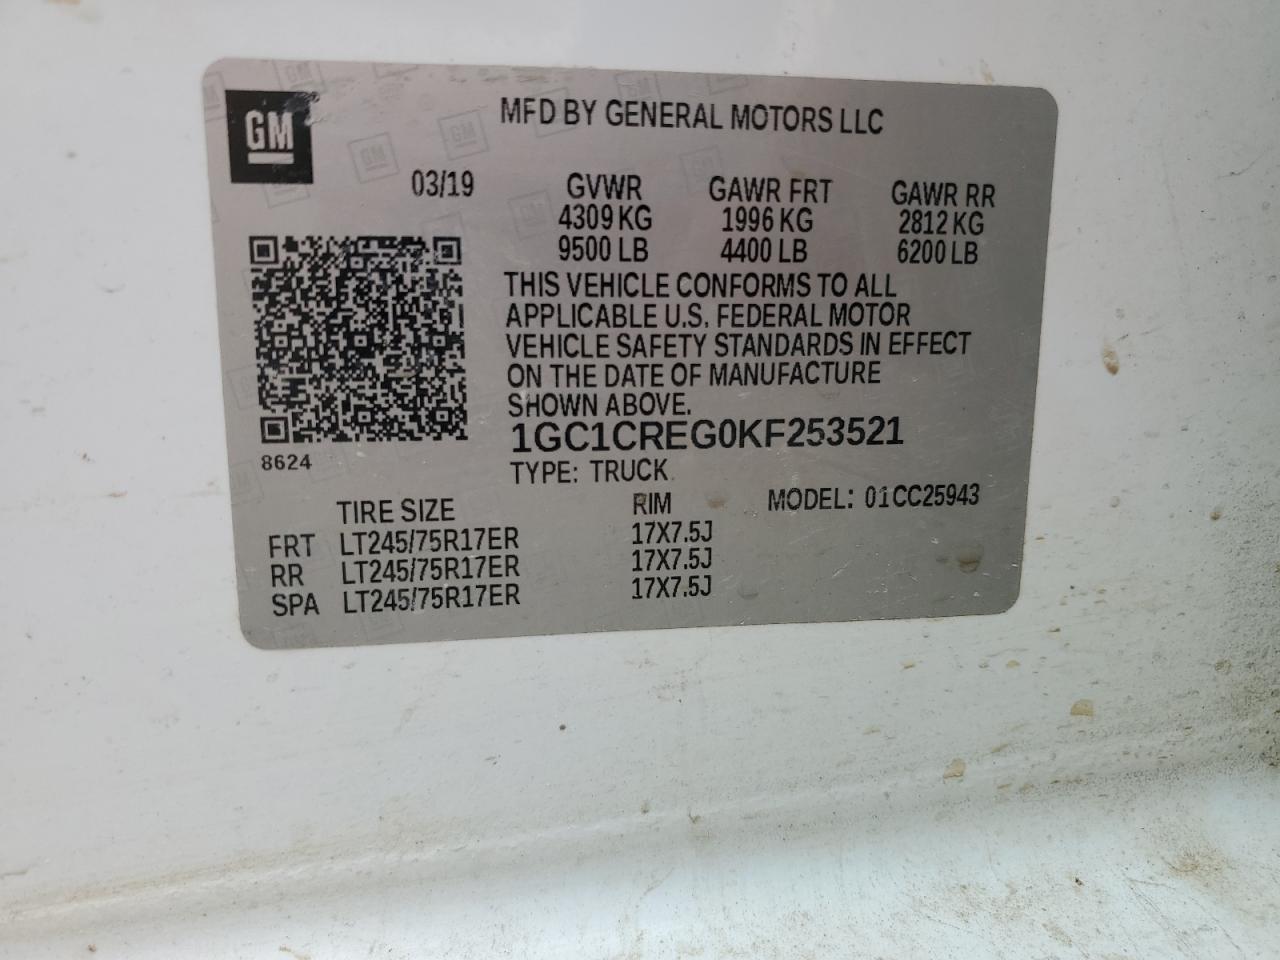 GM
MFD BY GENERAL MOTORS LLC
03/19
GVWR GAWR FRT GAWR RR
4309 KG 1996 KG 2812 KG
9500 LB 4400 LB 6200 LB
THIS VEHICLE CONFORMS TO ALL
APPLICABLE U.S. FEDERAL MOTOR
VEHICLE SAFETY STANDARDS IN EFFECT
ON THE DATE OF MANUFACTURE
SHOWN ABOVE.
1GC1CREG0KF253521
8624
TYPE: TRUCK
TIRE SIZE RIM MODEL: 01CC25943
FRT LT245/75R17ER 17X7.5J
RR LT245/75R17ER 17X7.5J
SPA LT245/75R17ER 17X7.5J